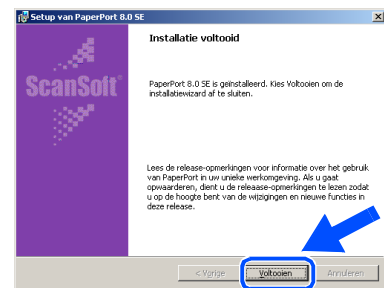 Setup van PaperPort 8.0 SE
Installatie voltooid
ScanSoft®
PaperPort 8.0 SE is geïnstalleerd. Kies Voltooien om de
installatiewizard af te sluiten.
Lees de release-opmerkingen voor informatie over het gebruik
van PaperPort in uw unieke werkomgeving. Als u gaat
opwaarderen, dient u de releaase-opmerkingen te lezen zodat
u op de hoogte bent van de wijzigingen en nieuwe functies in
deze release.
< Vorige Voltooien Annuleren